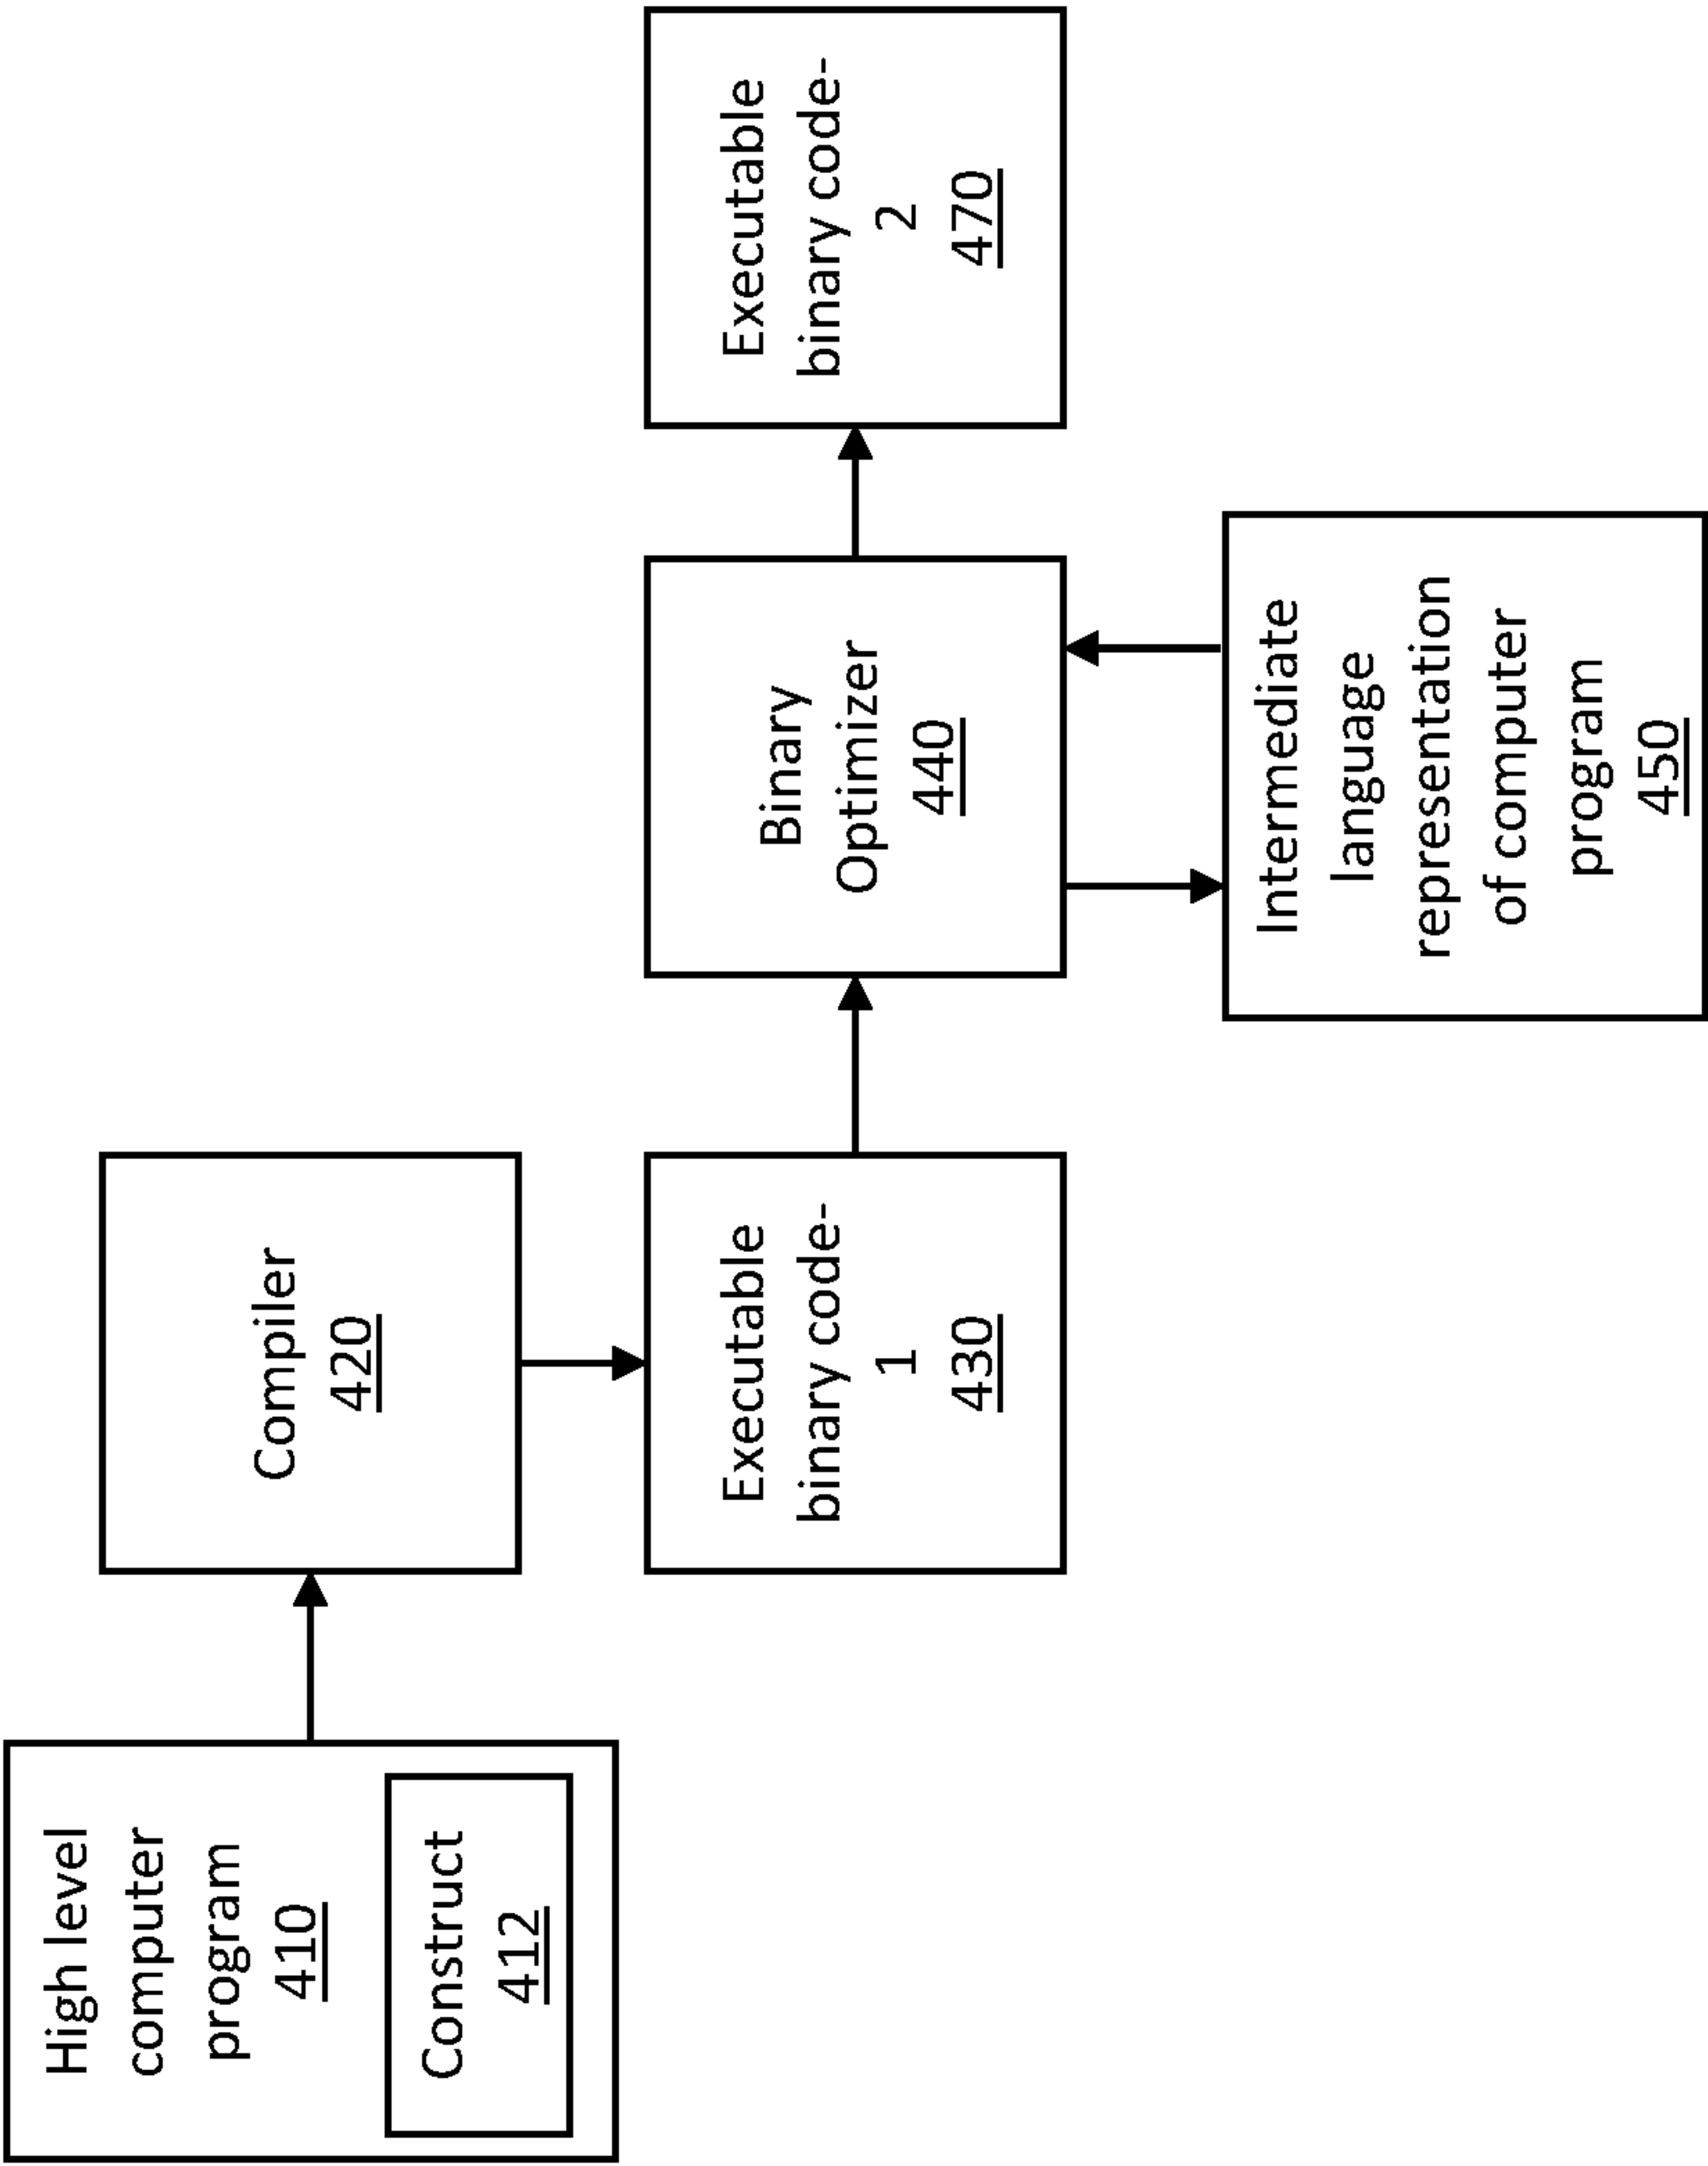 High level
computer
program
410
Construct
412
Compiler
420
Executable
binary code-
1
430
Binary
Optimizer
440
Intermediate
language
representation
of computer
program
450
Executable
binary code-
2
470